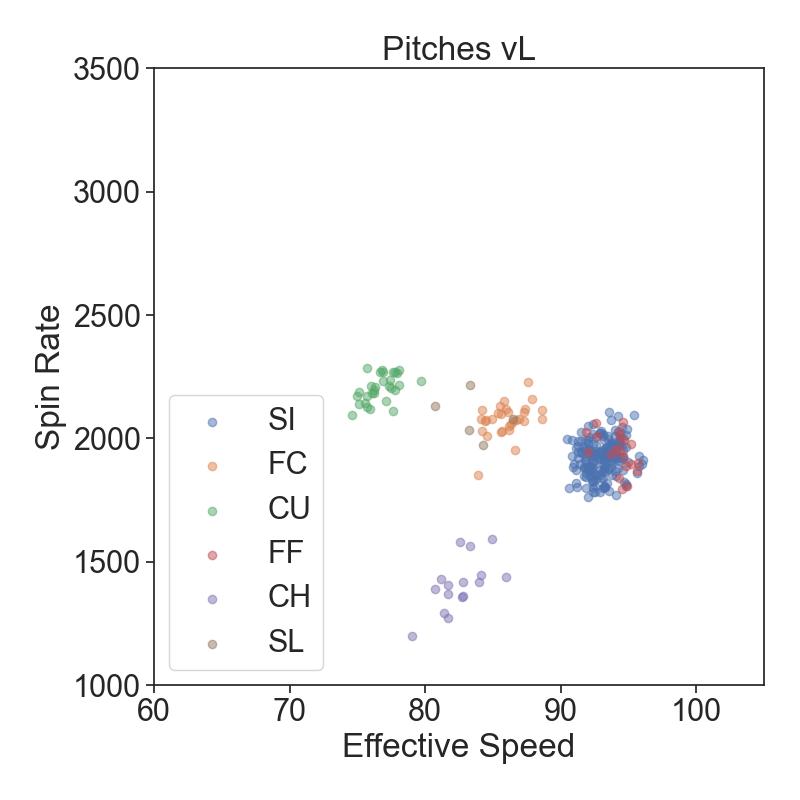 Pitches vL
3500
3000
2500
2000
1500
1000
Spin Rate
SI
FC
CU
FF
CH
SL
60 70 80 90 100
Effective Speed